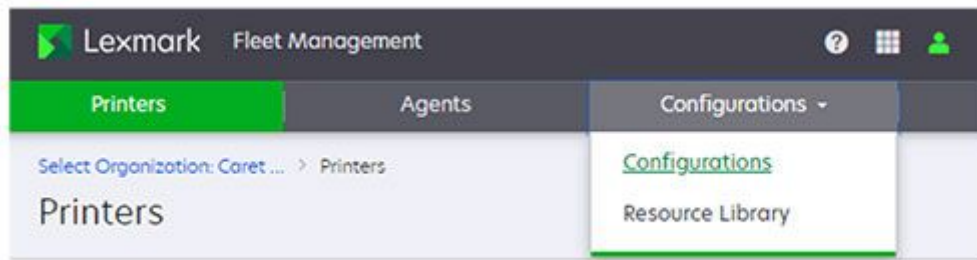 Lexmark Fleet Management ?
Printers Agents Configurations
Select Organization: Caret ... > Printers
Configurations
Printers
Resource Library